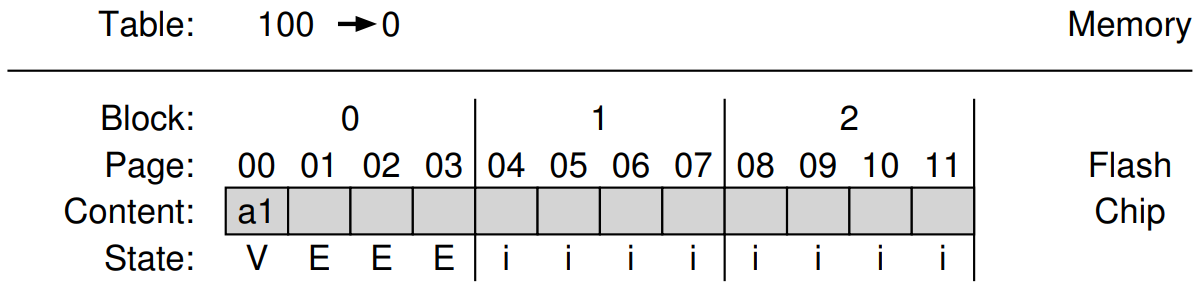 Table: 100 → 0 Memory
Block: 0 1 2
Page: 00 01 02 03 04 05 06 07 08 09 10 11 Flash
Content: a1 Chip
State: V E E E i i i i i i i i